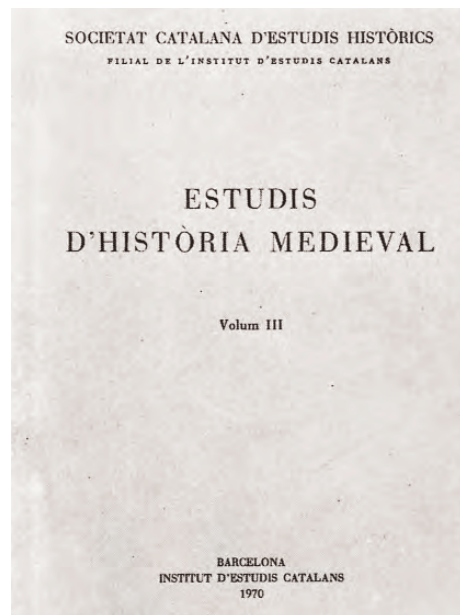 SOCIETAT CATALANA D'ESTUDIS HISTÒRICS
FILIAL DE L'INSTITUT D'ESTUDIS CATALANS
ESTUDIS
D'HISTÒRIA MEDIEVAL
Volum III
BARCELONA
INSTITUT D'ESTUDIS CATALANS
1970